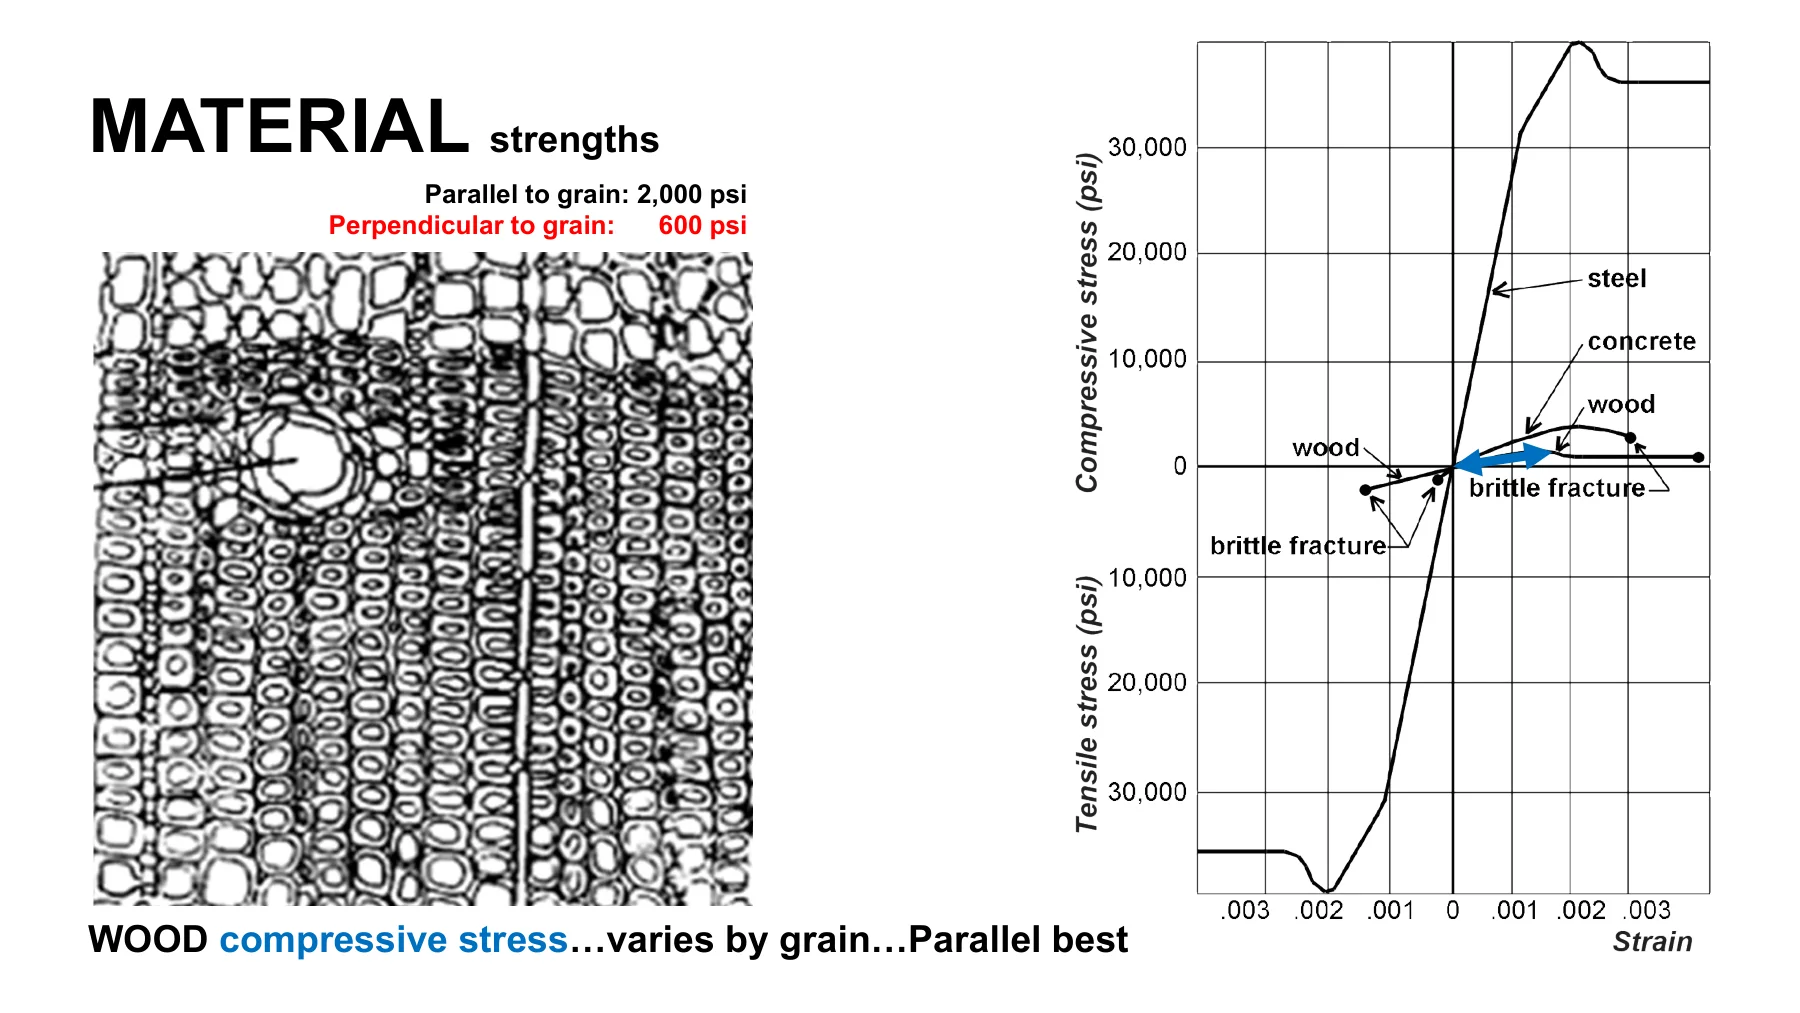 MATERIAL strengths
Parallel to grain: 2,000 psi
Perpendicular to grain: 600 psi
WOOD compressive stress…varies by grain…Parallel best
Compressive stress (psi)
Tensile stress (psi)
30,000
20,000
10,000
0
10,000
20,000
30,000
steel
concrete
wood
wood
brittle fracture
brittle fracture
.003 .002 .001 0 .001 .002 .003
Strain